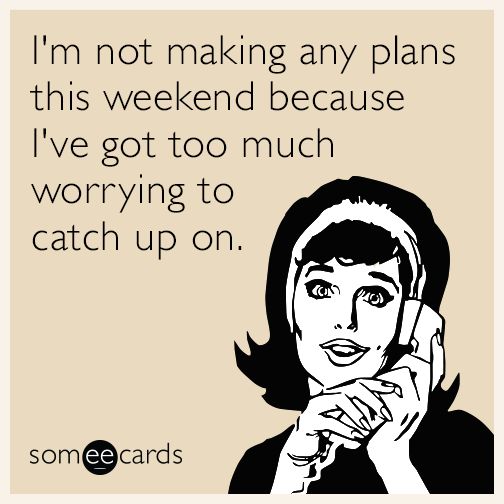 I'm not making any plans
this weekend because
I've got too much
worrying to
catch up on.
someecards